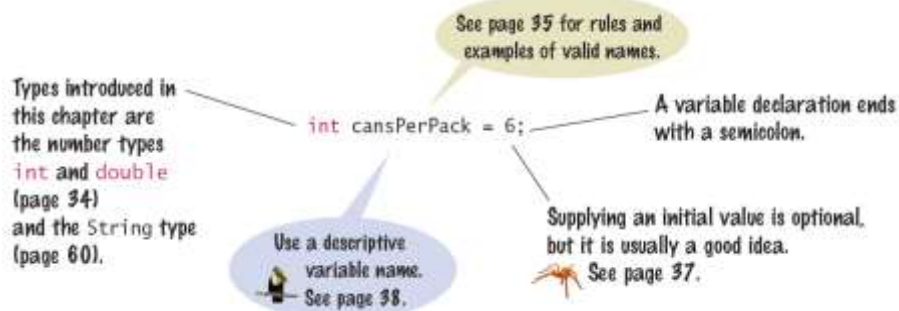 See page 35 for rules and
examples of valid names.
Types introduced in
this chapter are
the number types
int and double
(page 34)
and the String type
(page 60).
int cansPerPack = 6;
A variable declaration ends
with a semicolon.
Use a descriptive
variable name.
See page 38.
Supplying an initial value is optional,
but it is usually a good idea.
See page 37.